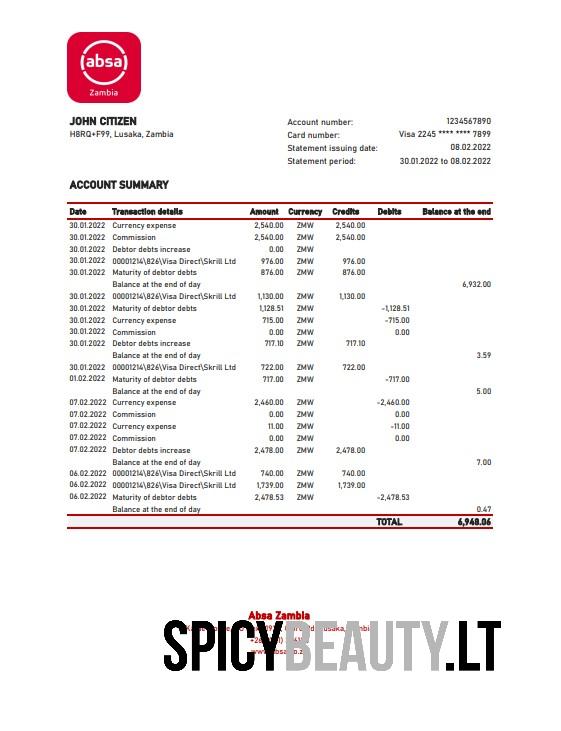 absa
Zambia
JOHN CITIZEN
H8RQ+F99, Lusaka, Zambia
Account number: 1234567890
Card number: Visa 2245 **** **** 7899
Statement issuing date: 08.02.2022
Statement period: 30.01.2022 to 08.02.2022
ACCOUNT SUMMARY
Date Transaction details Amount Currency Credits Debits Balance at the end
30.01.2022 Currency expense 2,540.00 ZMW 2,540.00
30.01.2022 Commission 2,540.00 ZMW 2,540.00
30.01.2022 Debtor debts increase 0.00 ZMW
30.01.2022 00001214\826\Visa Direct\Skrill Ltd 976.00 ZMW 976.00
30.01.2022 Maturity of debtor debts 876.00 ZMW 876.00
Balance at the end of day 6,932.00
30.01.2022 00001214\826\Visa Direct\Skrill Ltd 1,130.00 ZMW 1,130.00
30.01.2022 Maturity of debtor debts 1,128.51 ZMW -1,128.51
30.01.2022 Currency expense 715.00 ZMW -715.00
30.01.2022 Commission 0.00 ZMW 0.00
30.01.2022 Debtor debts increase 717.10 ZMW 717.10
Balance at the end of day 3.59
30.01.2022 00001214\826\Visa Direct\Skrill Ltd 722.00 ZMW 722.00
01.02.2022 Maturity of debtor debts 717.00 ZMW -717.00
Balance at the end of day 5.00
07.02.2022 Currency expense 2,460.00 ZMW -2,460.00
07.02.2022 Commission 0.00 ZMW 0.00
07.02.2022 Currency expense 11.00 ZMW -11.00
07.02.2022 Commission 0.00 ZMW 0.00
07.02.2022 Debtor debts increase 2,478.00 ZMW 2,478.00
Balance at the end of day 7.00
06.02.2022 00001214\826\Visa Direct\Skrill Ltd 740.00 ZMW 740.00
06.02.2022 00001214\826\Visa Direct\Skrill Ltd 1,739.00 ZMW 1,739.00
06.02.2022 Maturity of debtor debts 2,478.53 ZMW -2,478.53
Balance at the end of day 0.47
TOTAL 6,948.06
Absa Zambia
SPICYBEAUTY.LT